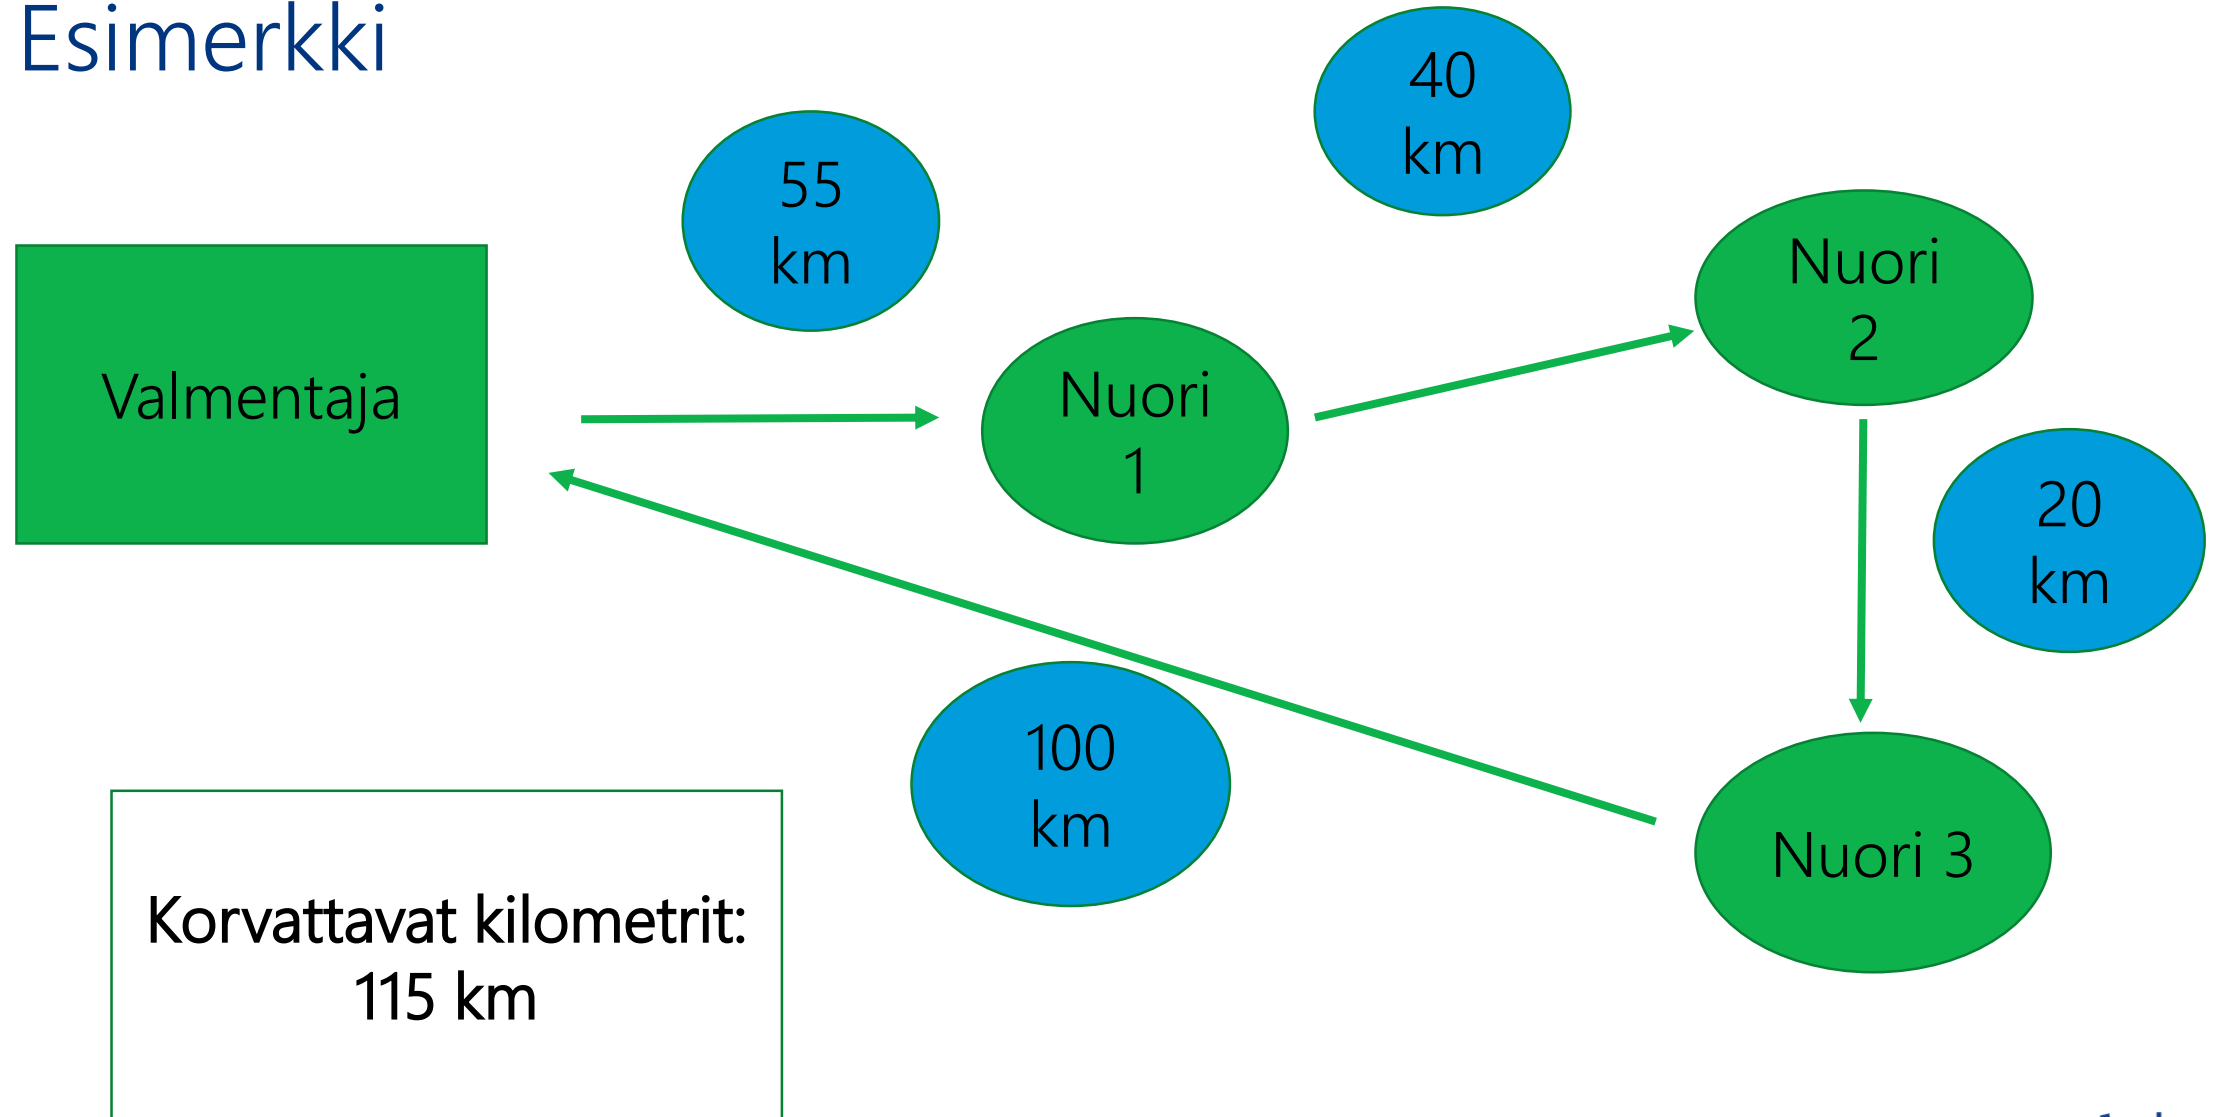 Esimerkki
40
km
55
km
Nuori
2
Valmentaja
Nuori
1
20
km
100
km
Nuori 3
Korvattavat kilometrit:
115 km